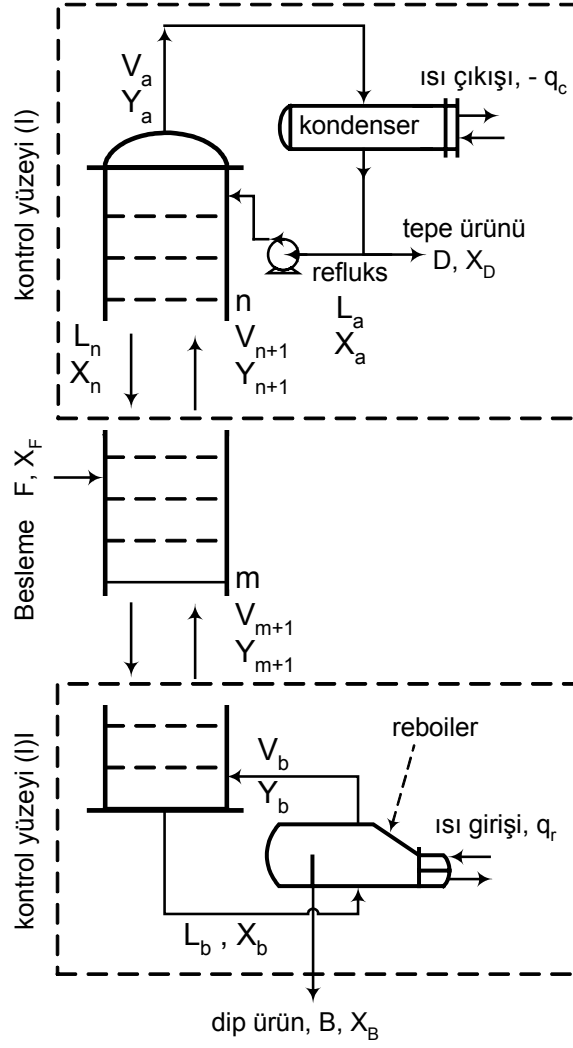 kontrol yüzeyi (I)
V_a
Y_a
ısı çıkışı, - q_c
kondenser
tepe ürünü
D, X_D
refluks
L_a
X_a
n
V_n+1
Y_n+1
L_n
X_n
Besleme F, X_F
m
V_m+1
Y_m+1
kontrol yüzeyi (I)I
reboiler
V_b
Y_b
ısı girişi, q_r
L_b , X_b
dip ürün, B, X_B